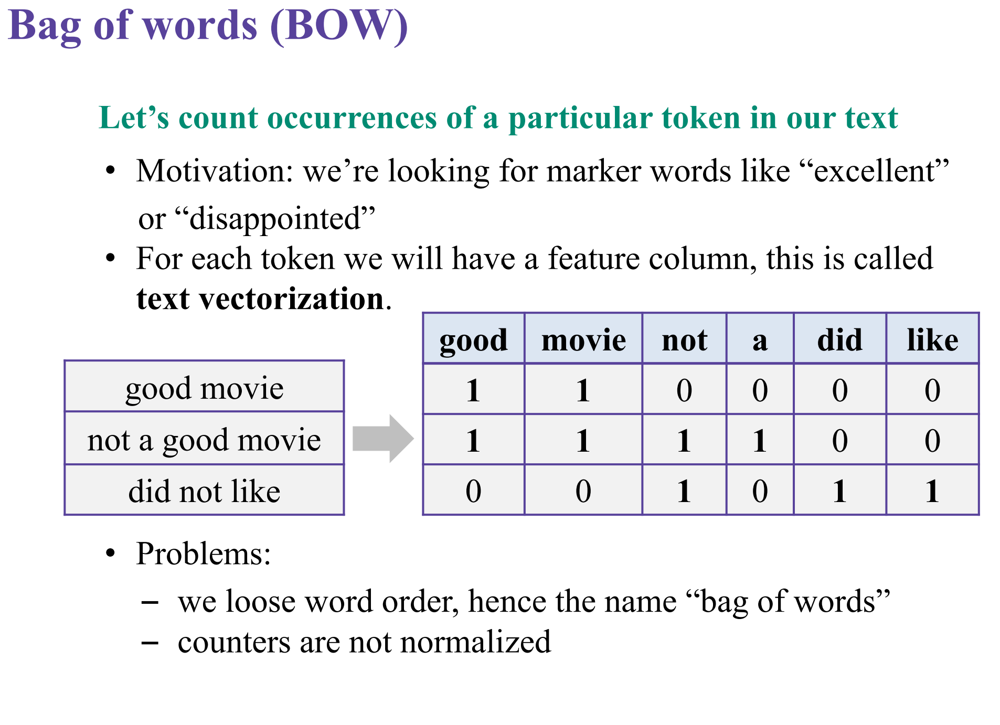 Bag of words (BOW)
Let’s count occurrences of a particular token in our text
• Motivation: we’re looking for marker words like “excellent”
or “disappointed”
• For each token we will have a feature column, this is called
text vectorization.
good movie
not a good movie
did not like
good movie not a did like
1 1 0 0 0 0
1 1 1 1 0 0
0 0 1 0 1 1
• Problems:
– we loose word order, hence the name “bag of words”
– counters are not normalized